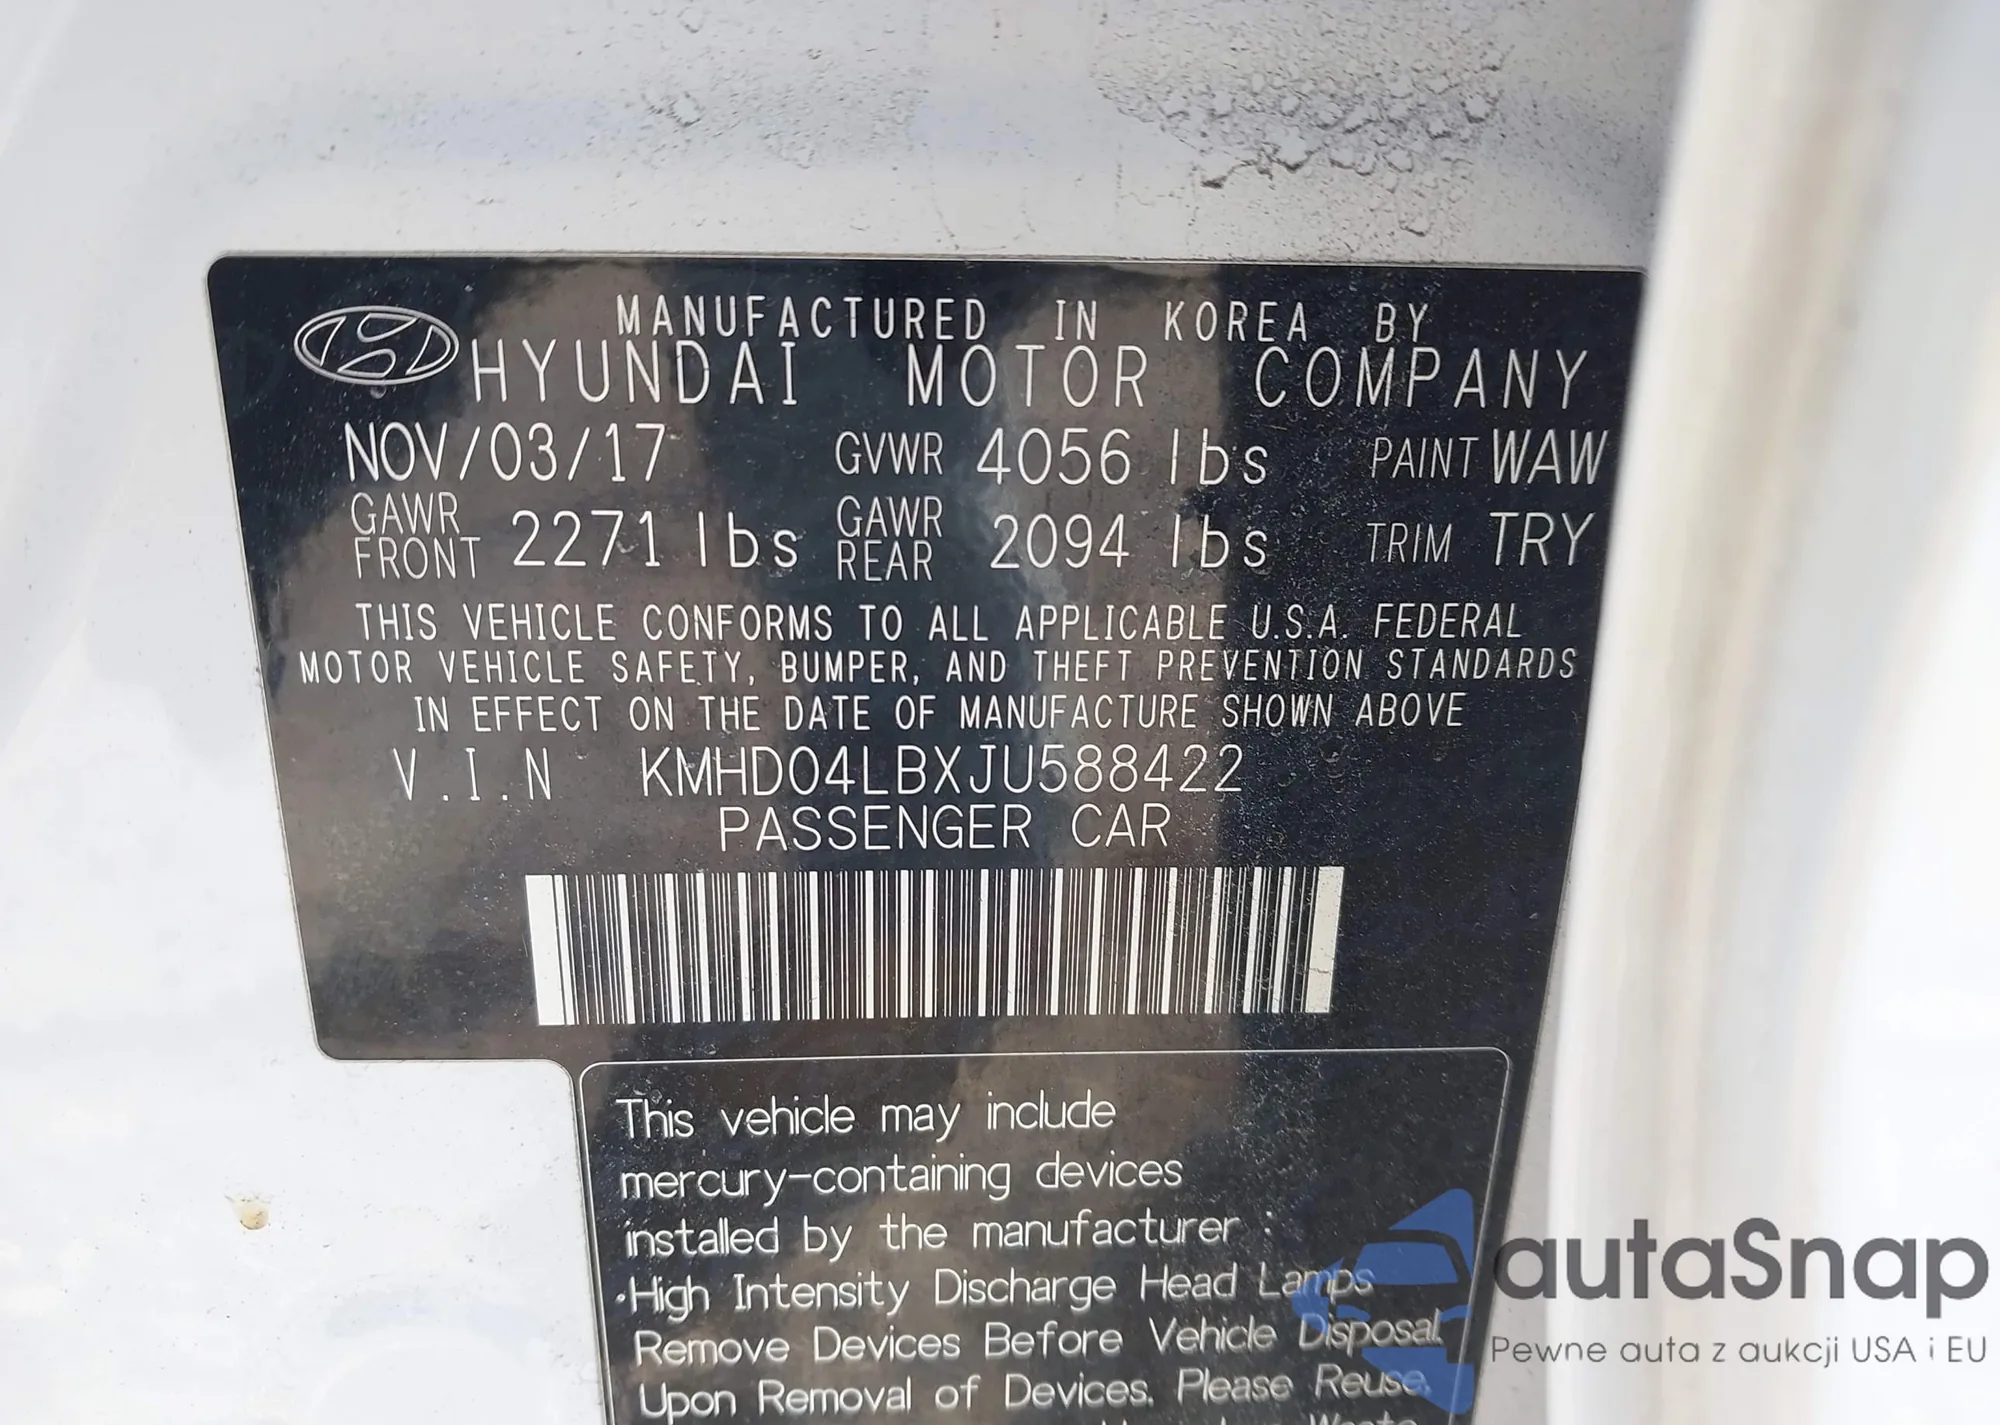 MANUFACTURED IN KOREA BY
HYUNDAI MOTOR COMPANY
NOV/03/17 GVWR 4056 lbs PAINT WAW
GAWR FRONT 2271 lbs GAWR REAR 2094 lbs TRIM TRY
THIS VEHICLE CONFORMS TO ALL APPLICABLE U.S.A. FEDERAL
MOTOR VEHICLE SAFETY, BUMPER, AND THEFT PREVENTION STANDARDS
IN EFFECT ON THE DATE OF MANUFACTURE SHOWN ABOVE
V.I.N KMHD04LBXJU588422
PASSENGER CAR
This vehicle may include
mercury-containing devices
installed by the manufacturer :
·High Intensity Discharge Head Lamps
Remove Devices Before Vehicle Disposal.
Upon Removal of Devices. Please Reuse,
autaSnap
Pewne auta z aukcji USA i EU